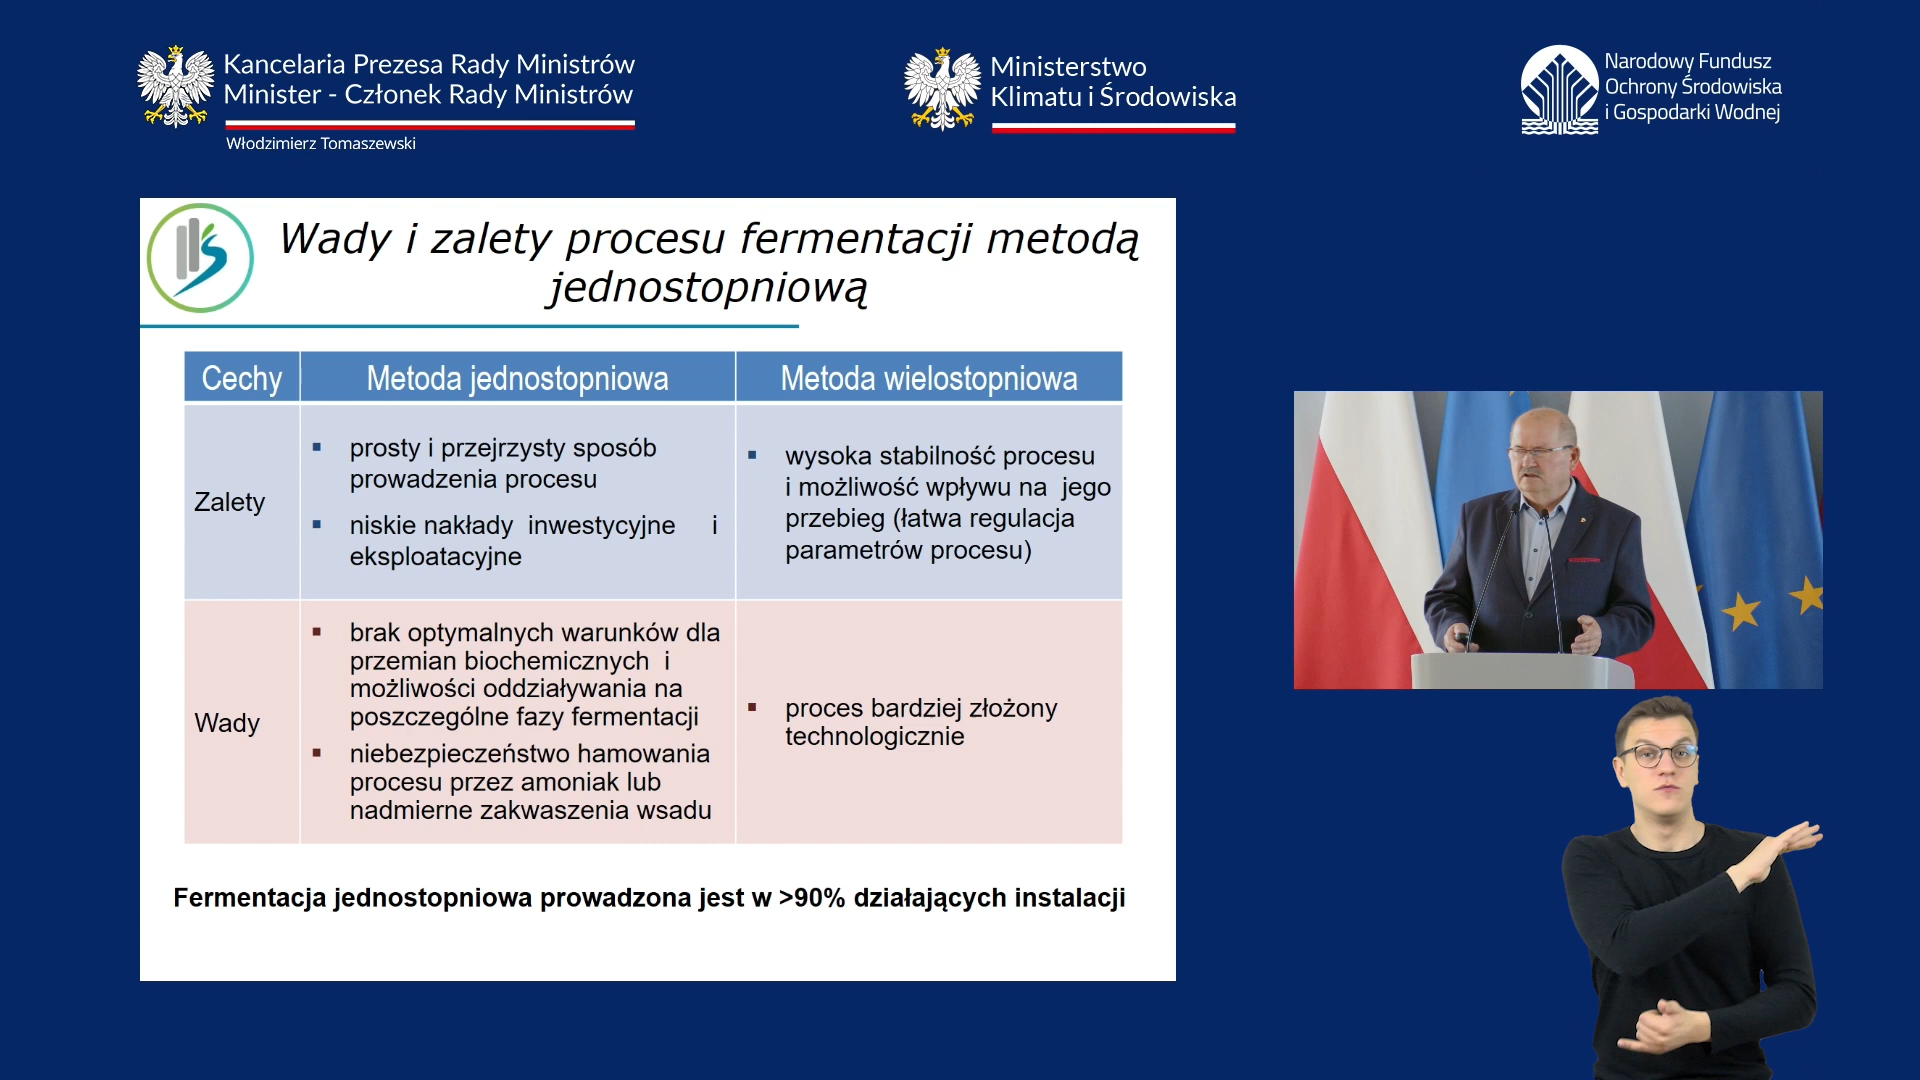 Kancelaria Prezesa Rady Ministrów
Minister - Członek Rady Ministrów
Włodzimierz Tomaszewski
Ministerstwo
Klimatu i Środowiska
Narodowy Fundusz
Ochrony Środowiska
i Gospodarki Wodnej
Wady i zalety procesu fermentacji metodą
jednostopniową
Cechy
Metoda jednostopniowa
Metoda wielostopniowa
Zalety
prosty i przejrzysty sposób
prowadzenia procesu
niskie nakłady inwestycyjne i
eksploatacyjne
wysoka stabilność procesu
i możliwość wpływu na jego
przebieg (łatwa regulacja
parametrów procesu)
Wady
brak optymalnych warunków dla
przemian biochemicznych i
możliwości oddziaływania na
poszczególne fazy fermentacji
niebezpieczeństwo hamowania
procesu przez amoniak lub
nadmierne zakwaszenia wsadu
proces bardziej złożony
technologicznie
Fermentacja jednostopniowa prowadzona jest w >90% działających instalacji